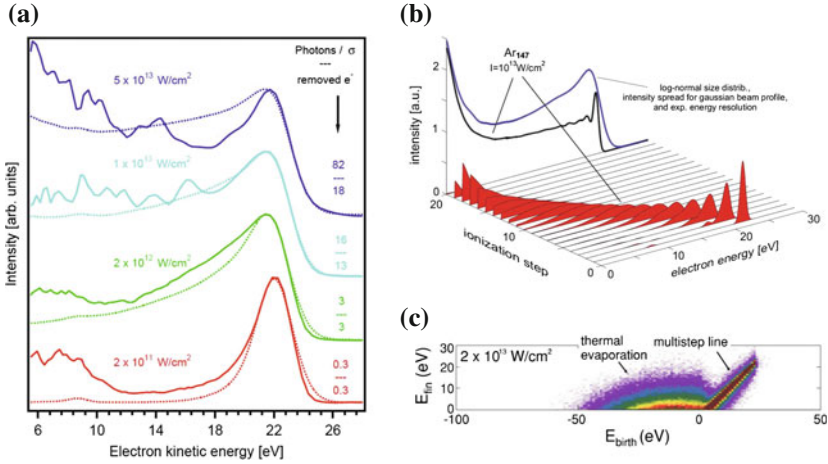 (a)
Photons / σ
---
removed e-
5 x 10¹³ W/cm²
82
---
18
1 x 10¹³ W/cm²
16
---
13
2 x 10¹² W/cm²
3
---
3
2 x 10¹¹ W/cm²
0.3
---
0.3
Intensity [arb. units]
6 10 14 18 22 26
Electron kinetic energy [eV]
(b)
Ar₁₄₇
I=10¹³W/cm²
log-normal size distrib.,
intensity spread for gaussian beam profile,
and exp. energy resolution
intensity [a.u.]
2
1
0
20
10
0
ionization step
0
10
20
30
electron energy [eV]
(c)
2 x 10¹³ W/cm²
thermal
evaporation
multistep line
E_fin (eV)
30
20
10
0
-100 -50 0 50
E_birth (eV)